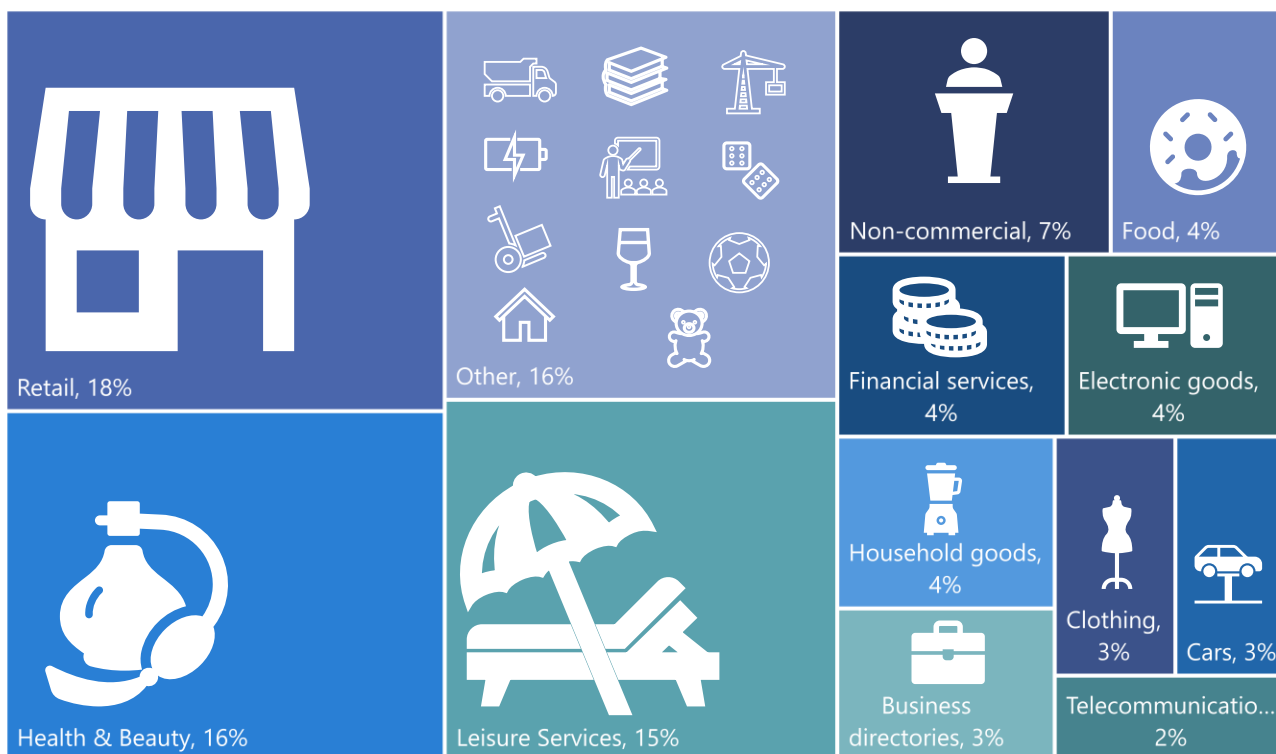 Retail, 18%
Health & Beauty, 16%
Other, 16%
Leisure Services, 15%
Non-commercial, 7%
Food, 4%
Financial services,
4%
Electronic goods,
4%
Household goods,
4%
Business
directories, 3%
Clothing,
3%
Cars, 3%
Telecommunicatio...
2%